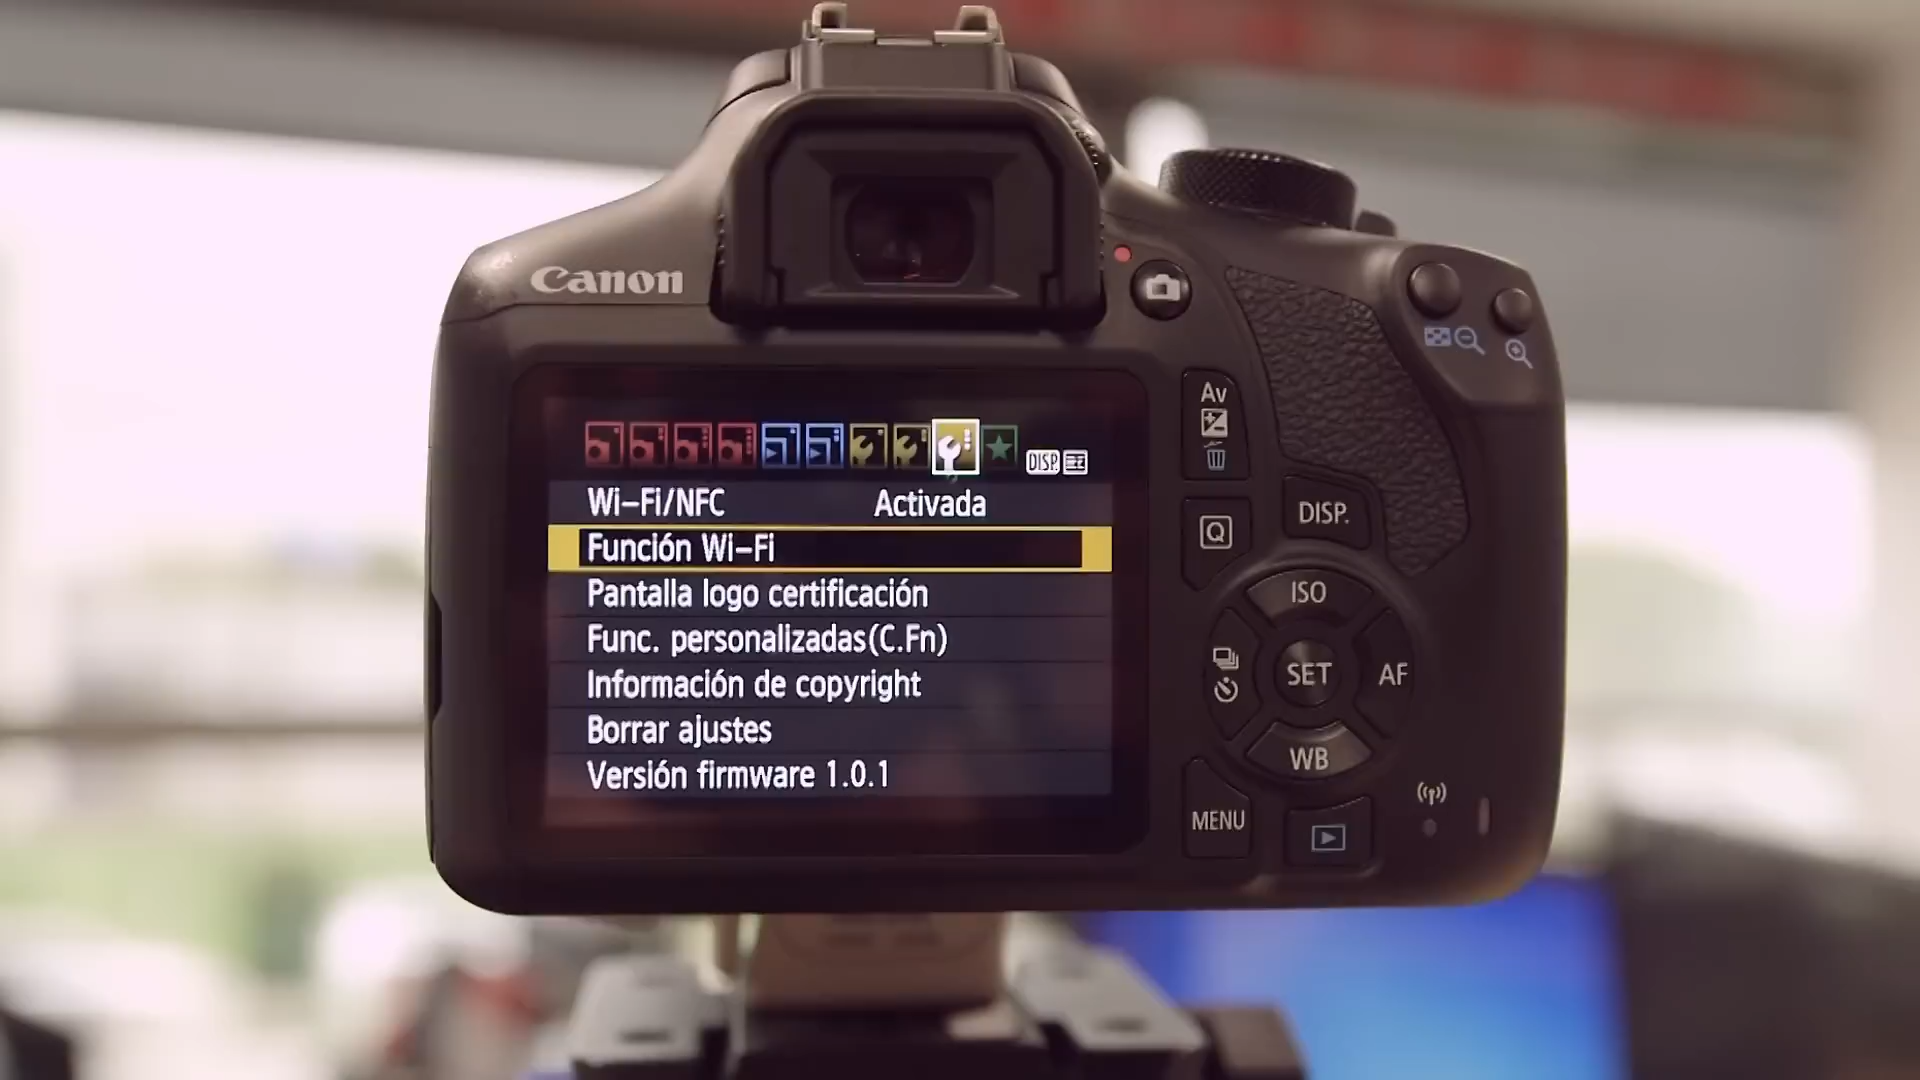 Canon
DISP.
Wi-Fi/NFC Activada
Función Wi-Fi
Pantalla logo certificación
Func. personalizadas(C.Fn)
Información de copyright
Borrar ajustes
Versión firmware 1.0.1
Av
Q
DISP.
ISO
SET
AF
WB
MENU